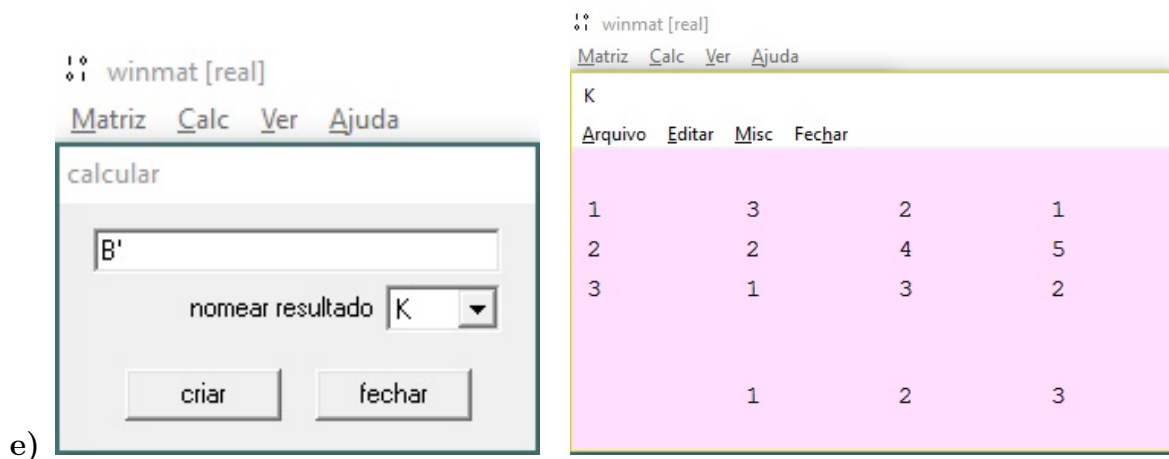 winmat [real]
Matriz Calc Ver Ajuda
calcular
B'
nomear resultado K
criar fechar
e)
winmat [real]
Matriz Calc Ver Ajuda
K
Arquivo Editar Misc Fechar
1 3 2 1
2 2 4 5
3 1 3 2
1 2 3